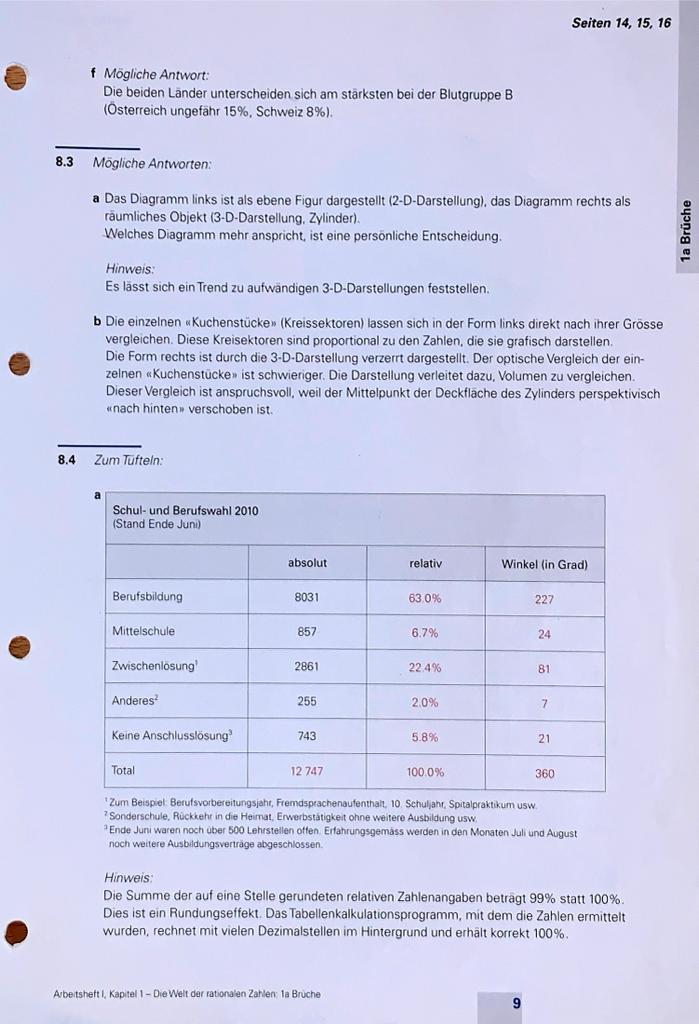 Seiten 14, 15, 16
f Mögliche Antwort:
Die beiden Länder unterscheiden sich am stärksten bei der Blutgruppe B
(Österreich ungefähr 15%, Schweiz 8%).
8.3 Mögliche Antworten:
a Das Diagramm links ist als ebene Figur dargestellt (2-D-Darstellung), das Diagramm rechts als
räumliches Objekt (3-D-Darstellung, Zylinder).
Welches Diagramm mehr anspricht, ist eine persönliche Entscheidung.
1a Brüche
Hinweis:
Es lässt sich ein Trend zu aufwändigen 3-D-Darstellungen feststellen.
b Die einzelnen «Kuchenstücke» (Kreissektoren) lassen sich in der Form links direkt nach ihrer Grösse
vergleichen. Diese Kreisektoren sind proportional zu den Zahlen, die sie grafisch darstellen.
Die Form rechts ist durch die 3-D-Darstellung verzerrt dargestellt. Der optische Vergleich der ein-
zelnen «Kuchenstücke» ist schwieriger. Die Darstellung verleitet dazu, Volumen zu vergleichen.
Dieser Vergleich ist anspruchsvoll, weil der Mittelpunkt der Deckfläche des Zylinders perspektivisch
«nach hinten» verschoben ist.
8.4 Zum Tüfteln:
a
Schul- und Berufswahl 2010
(Stand Ende Juni)
absolut relativ Winkel (in Grad)
Berufsbildung 8031 63.0% 227
Mittelschule 857 6.7% 24
Zwischenlösung¹ 2861 22.4% 81
Anderes² 255 2.0% 7
Keine Anschlusslösung³ 743 5.8% 21
Total 12 747 100.0% 360
¹ Zum Beispiel: Berufsvorbereitungsjahr, Fremdsprachenaufenthalt, 10. Schuljahr, Spitalpraktikum usw.
² Sonderschule, Rückkehr in die Heimat, Erwerbstätigkeit ohne weitere Ausbildung usw.
³ Ende Juni waren noch über 500 Lehrstellen offen. Erfahrungsgemäss werden in den Monaten Juli und August
noch weitere Ausbildungsverträge abgeschlossen.
Hinweis:
Die Summe der auf eine Stelle gerundeten relativen Zahlenangaben beträgt 99% statt 100%.
Dies ist ein Rundungseffekt. Das Tabellenkalkulationsprogramm, mit dem die Zahlen ermittelt
wurden, rechnet mit vielen Dezimalstellen im Hintergrund und erhält korrekt 100%.
Arbeitsheft I, Kapitel 1 – Die Welt der rationalen Zahlen: 1a Brüche
9